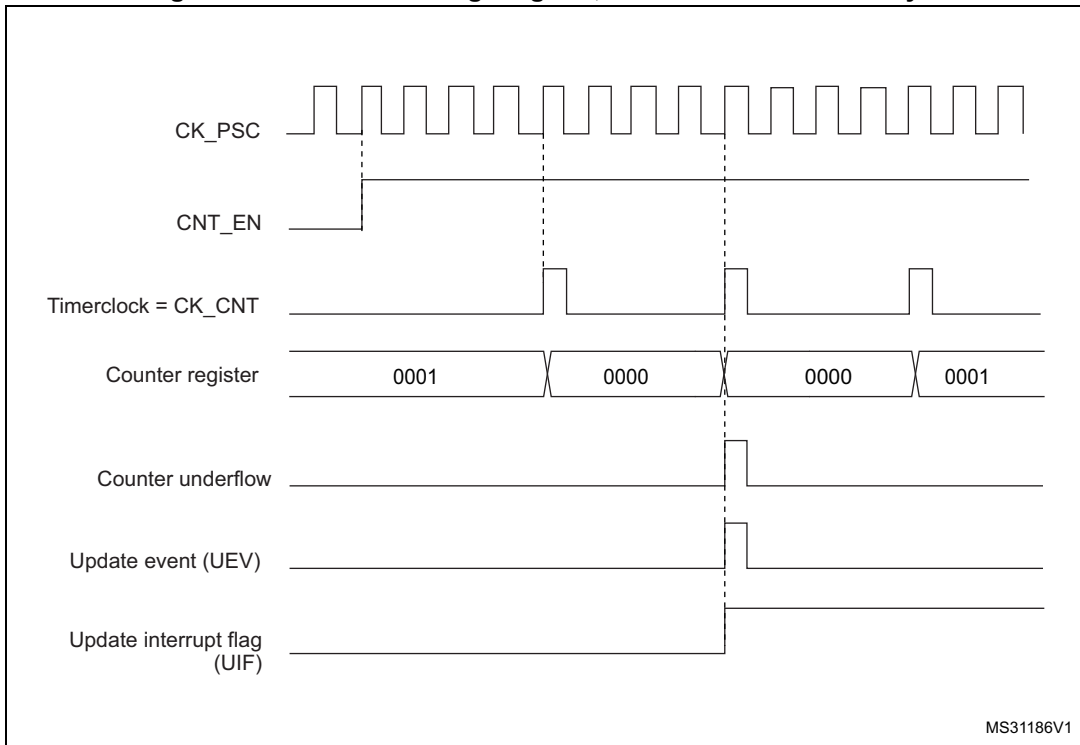 CK_PSC
CNT_EN
Timerclock = CK_CNT
Counter register
0001 0000 0000 0001
Counter underflow
Update event (UEV)
Update interrupt flag
(UIF)
MS31186V1